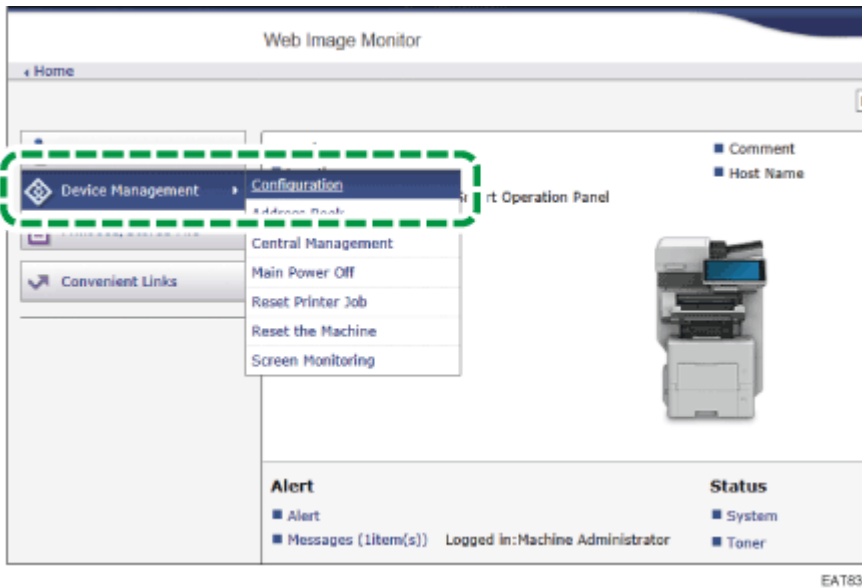 Web Image Monitor
Home
Comment
Host Name
Device Management
Configuration
Address Book
rt Operation Panel
Central Management
Convenient Links
Main Power Off
Reset Printer Job
Reset the Machine
Screen Monitoring
Alert
Status
Alert
System
Messages (1item(s)) Logged in:Machine Administrator
Toner
EAT83